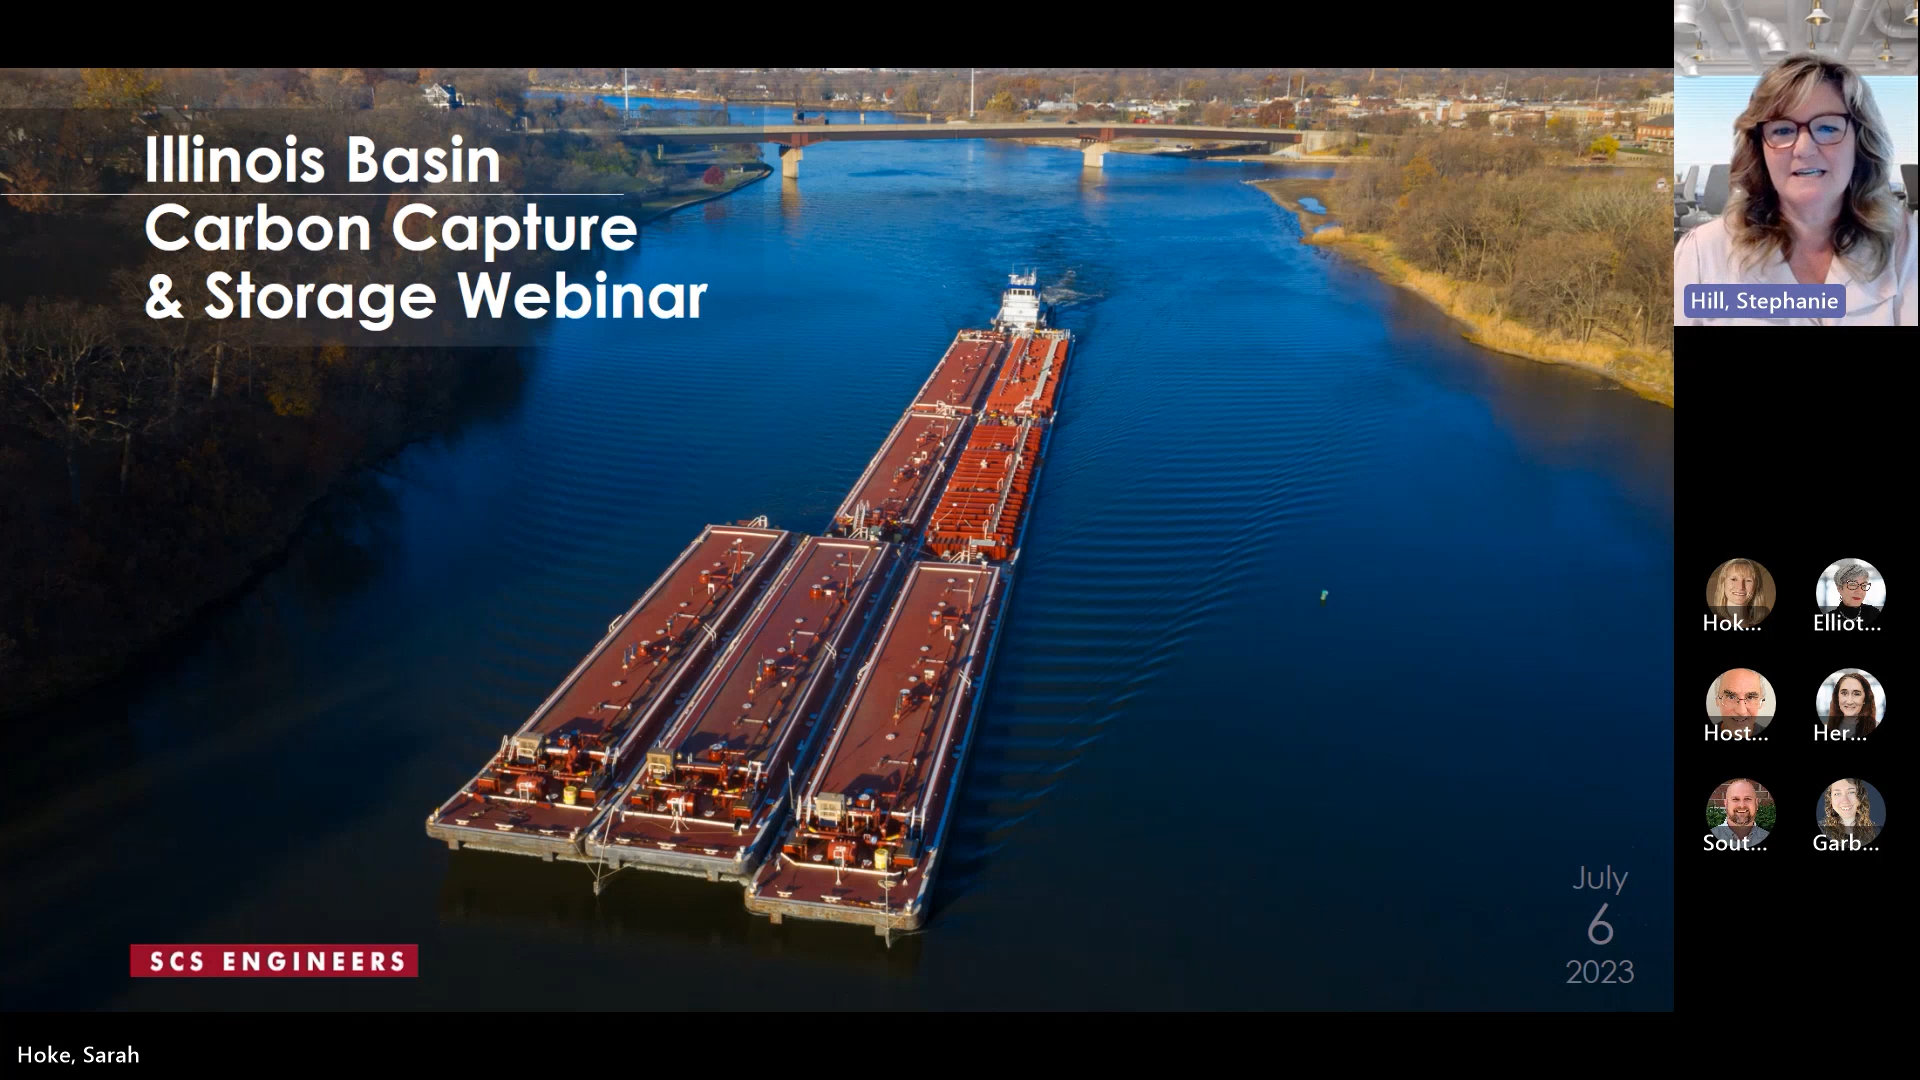 Illinois Basin
Carbon Capture
& Storage Webinar
SCS ENGINEERS
July
6
2023
Hill, Stephanie
Hok...
Elliot...
Host...
Her...
Sout...
Garb...
Hoke, Sarah